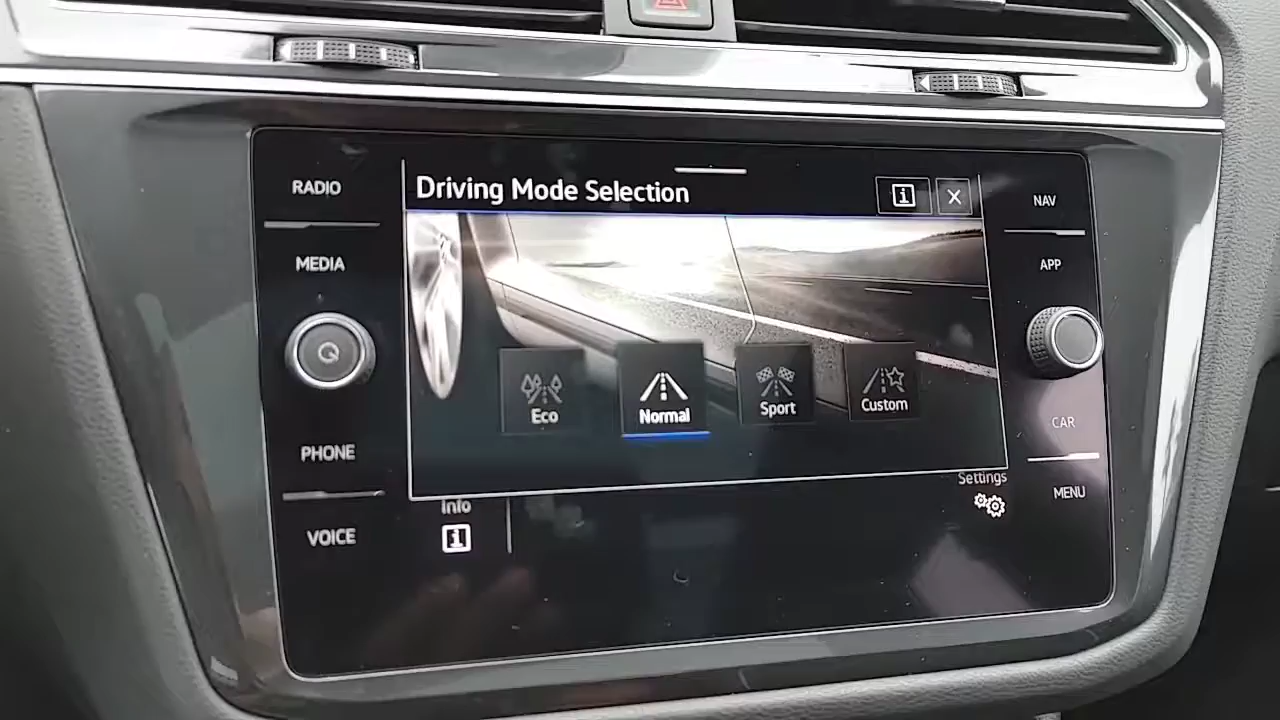 RADIO
MEDIA
PHONE
VOICE
Driving Mode Selection
Eco
Normal
Sport
Custom
Settings
Info
NAV
APP
CAR
MENU